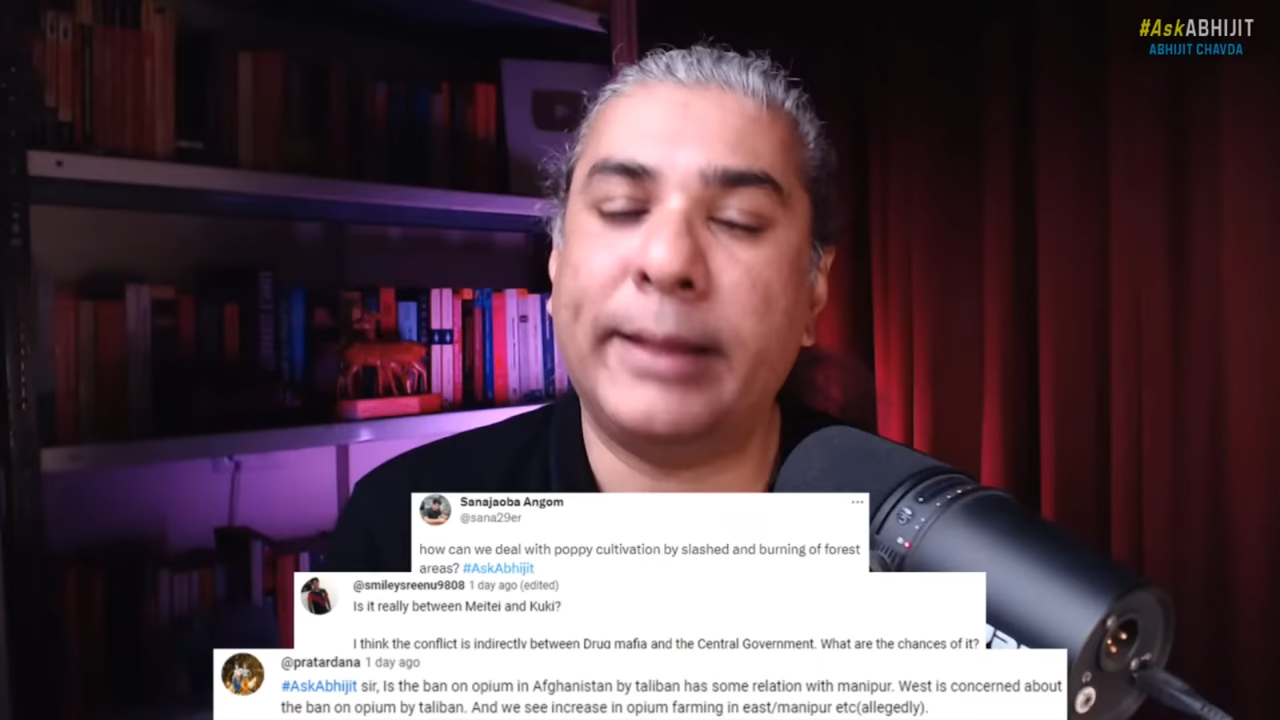 #AskABHIJIT
ABHIJIT CHAVDA
Sanajaoba Angom
@sana29er
how can we deal with poppy cultivation by slashed and burning of forest
areas? #AskAbhijit
@smileysreenu9808 1 day ago (edited)
Is it really between Meitei and Kuki?
I think the conflict is indirectly between Drug mafia and the Central Government. What are the chances of it?
@pratardana 1 day ago
#AskAbhijit sir, Is the ban on opium in Afghanistan by taliban has some relation with manipur. West is concerned about
the ban on opium by taliban. And we see increase in opium farming in east/manipur etc(allegedly).